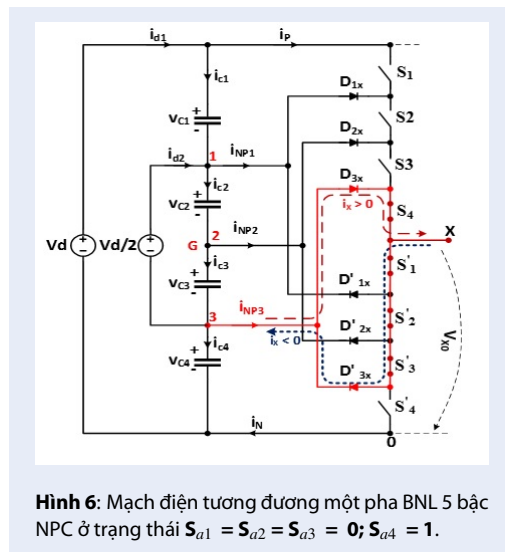 i_d1
i_P
i_c1
S_1
D_1x
V_C1
+
-
S2
D_2x
i_d2
1
i_NP1
S3
D_3x
i_c2
V_C2
+
-
i_x > 0
S_4
X
Vd
+
-
Vd/2
+
-
G
2
i_NP2
S'_1
i_c3
V_C3
+
-
D'_1x
i_NP3
S'_2
3
D'_2x
i_x < 0
V_X0
i_c4
S'_3
V_C4
+
-
D'_3x
S'_4
i_N
0
Hình 6: Mạch điện tương đương một pha BNL 5 bậc
NPC ở trạng thái S_a1 = S_a2 = S_a3 = 0; S_a4 = 1.